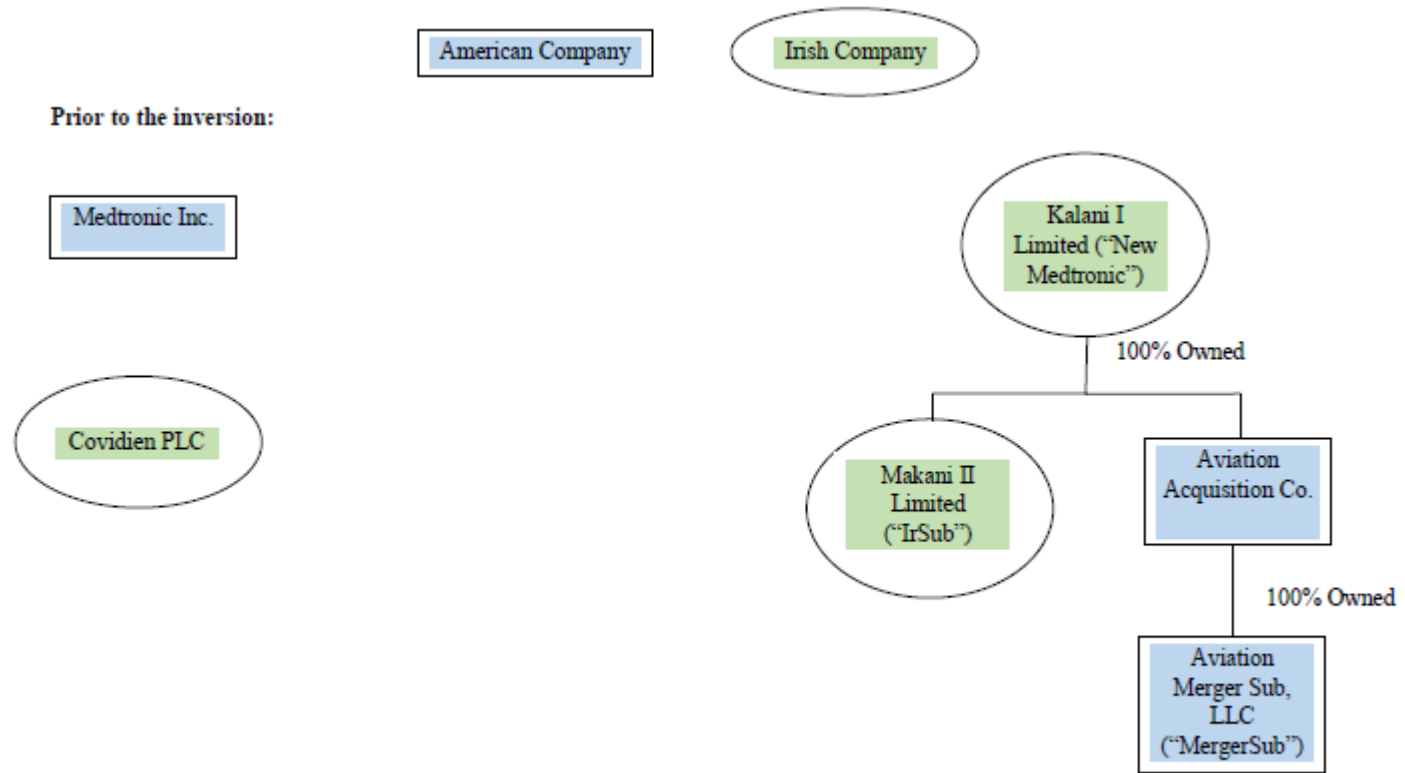 American Company
Irish Company
Prior to the inversion:
Medtronic Inc.
Kalani I
Limited (“New
Medtronic”)
100% Owned
Covidien PLC
Makani II
Limited
(“IrSub”)
Aviation
Acquisition Co.
100% Owned
Aviation
Merger Sub,
LLC
(“MergerSub”)